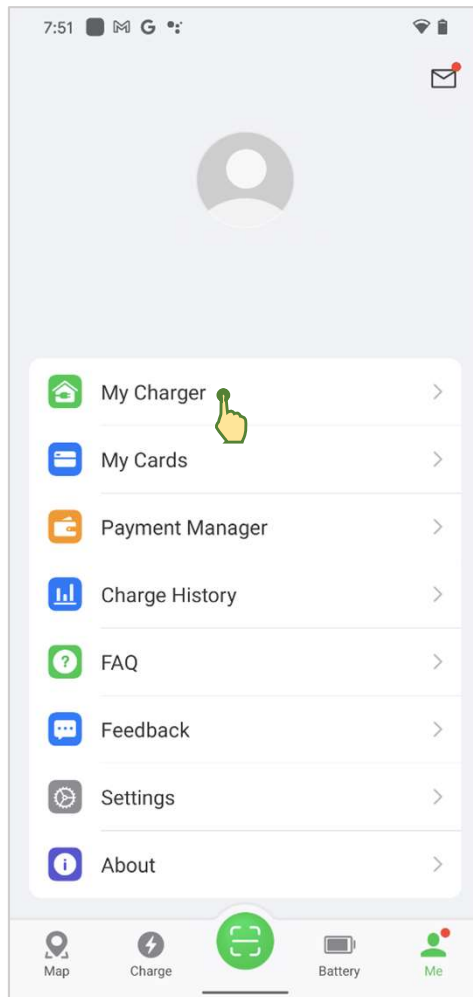 7:51
My Charger
My Cards
Payment Manager
Charge History
FAQ
Feedback
Settings
About
Map
Charge
Battery
Me